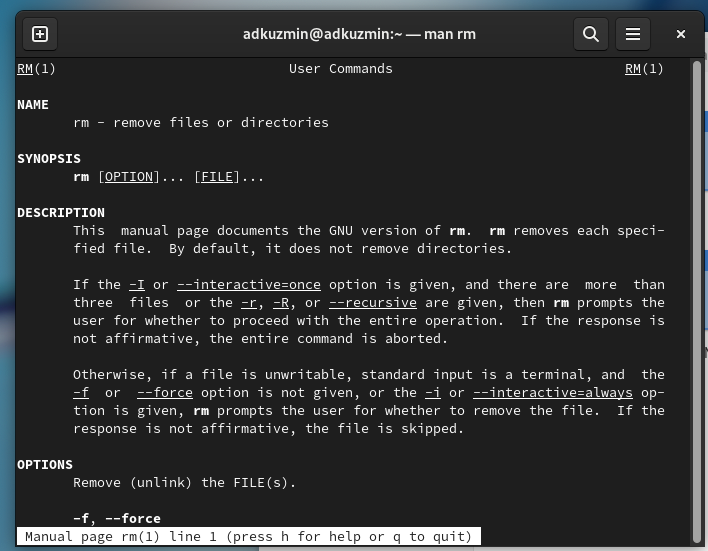 adkuzmin@adkuzmin:~ — man rm
RM(1) User Commands RM(1)
NAME
rm - remove files or directories
SYNOPSIS
rm [OPTION]... [FILE]...
DESCRIPTION
This manual page documents the GNU version of rm. rm removes each speci-
fied file. By default, it does not remove directories.
If the -I or --interactive=once option is given, and there are more than
three files or the -r, -R, or --recursive are given, then rm prompts the
user for whether to proceed with the entire operation. If the response is
not affirmative, the entire command is aborted.
Otherwise, if a file is unwritable, standard input is a terminal, and the
-f or --force option is not given, or the -i or --interactive=always op-
tion is given, rm prompts the user for whether to remove the file. If the
response is not affirmative, the file is skipped.
OPTIONS
Remove (unlink) the FILE(s).
-f, --force
Manual page rm(1) line 1 (press h for help or q to quit)